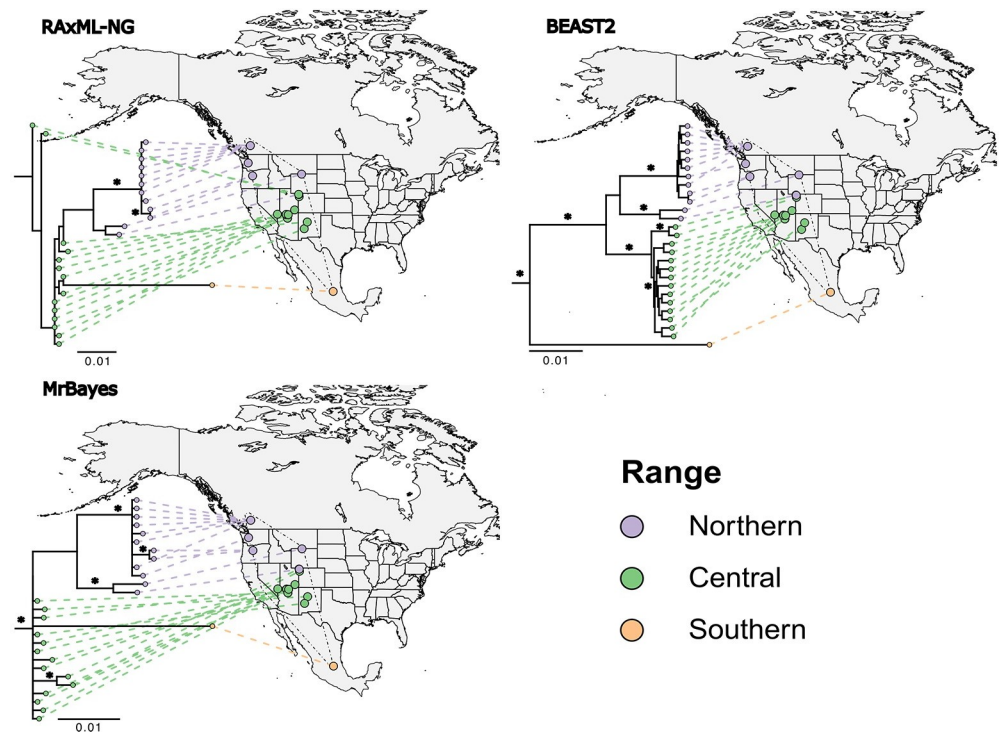 RAxML-NG
BEAST2
*
*
*
*
*
*
*
*
0.01
0.01
MrBayes
Range
*
Northern
*
*
Central
*
Southern
*
0.01